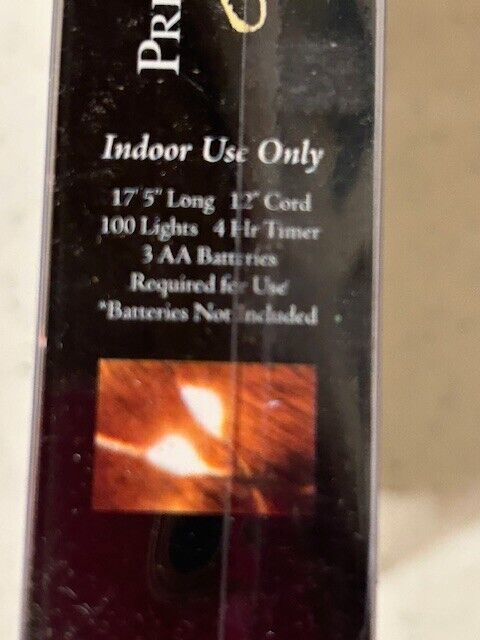 PRI
Indoor Use Only
17' 5" Long 12" Cord
100 Lights 4 Hr Timer
3 AA Batteries
Required for Use
*Batteries Not Included